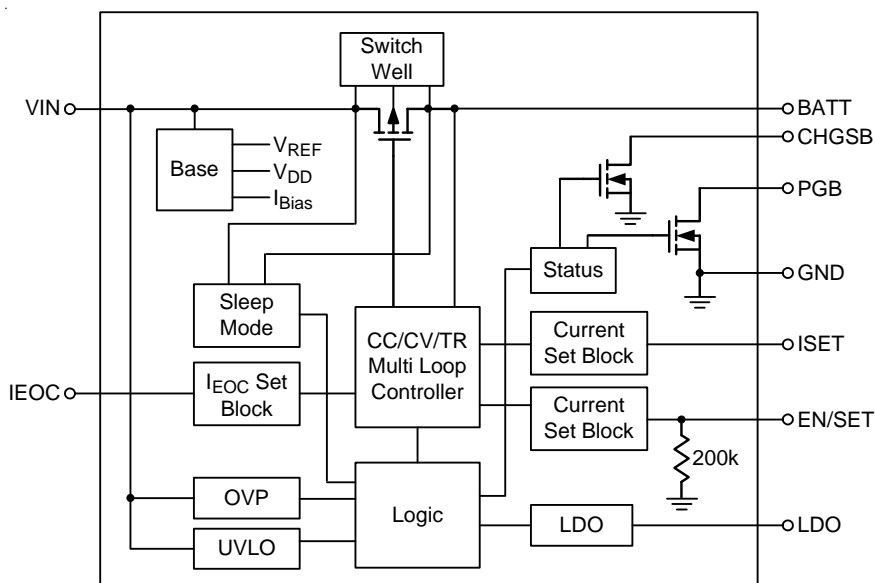 Switch
Well
VIN
BATT
CHGSB
Base
VREF
VDD
IBias
PGB
Status
GND
Sleep
Mode
CC/CV/TR
Multi Loop
Controller
Current
Set Block
ISET
IEOC
IEOC Set
Block
Current
Set Block
EN/SET
200k
OVP
Logic
LDO
LDO
UVLO